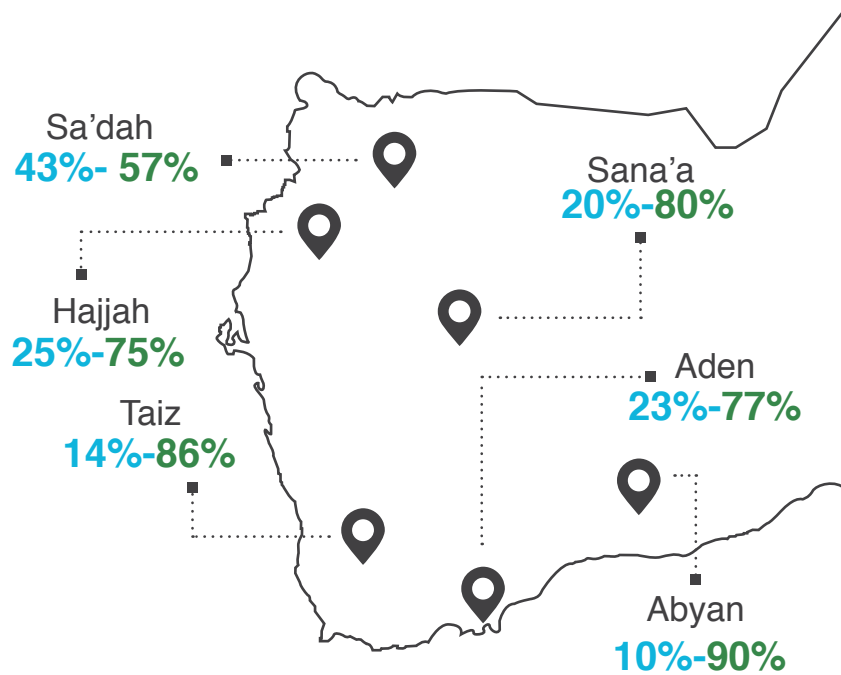 Sa’dah
43%- 57%
Sana’a
20%-80%
Hajjah
25%-75%
Aden
23%-77%
Taiz
14%-86%
Abyan
10%-90%